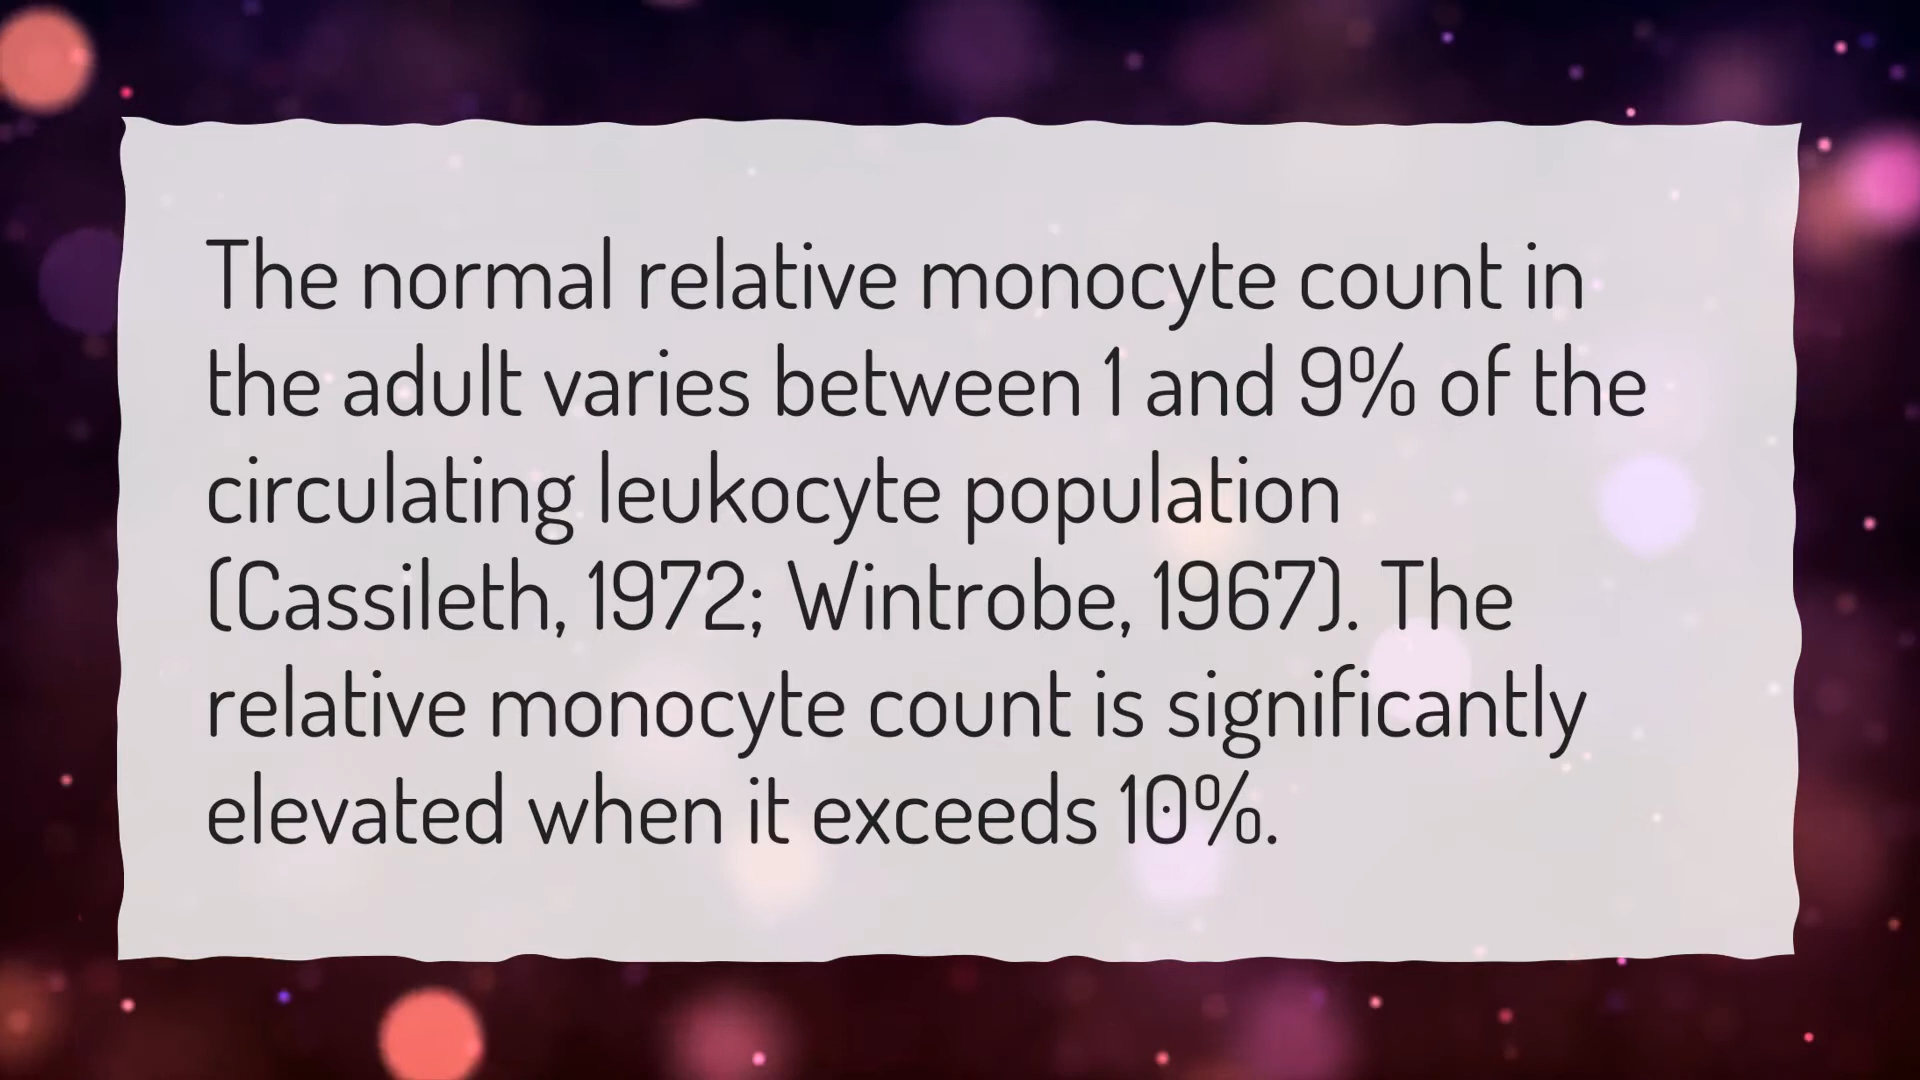 The normal relative monocyte count in
the adult varies between 1 and 9% of the
circulating leukocyte population
(Cassileth, 1972; Wintrobe, 1967). The
relative monocyte count is significantly
elevated when it exceeds 10%.